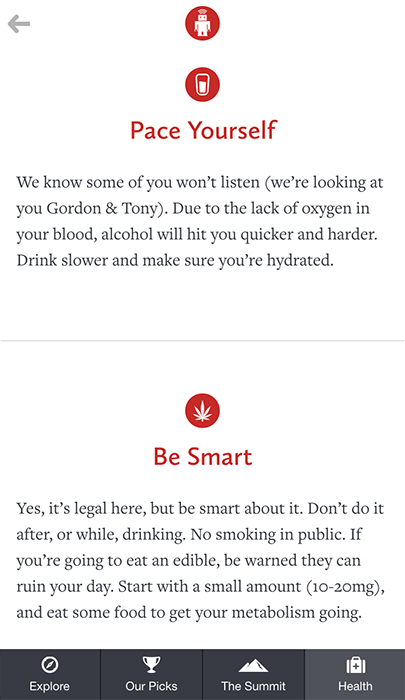 Pace Yourself
We know some of you won’t listen (we’re looking at
you Gordon & Tony). Due to the lack of oxygen in
your blood, alcohol will hit you quicker and harder.
Drink slower and make sure you’re hydrated.
Be Smart
Yes, it’s legal here, but be smart about it. Don’t do it
after, or while, drinking. No smoking in public. If
you’re going to eat an edible, be warned they can
ruin your day. Start with a small amount (10-20mg),
and eat some food to get your metabolism going.
Explore
Our Picks
The Summit
Health